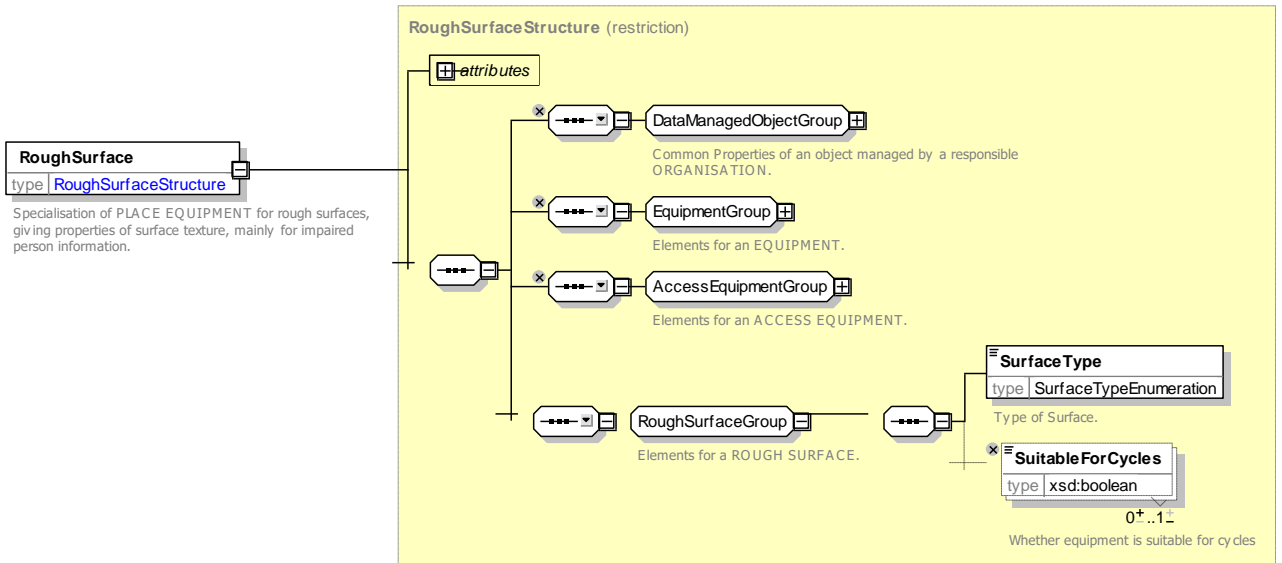 RoughSurfaceStructure (restriction)
attributes
DataManagedObjectGroup
Common Properties of an object managed by a responsible
ORGANISATION.
RoughSurface
type RoughSurfaceStructure
Specialisation of PLACE EQUIPMENT for rough surfaces,
giving properties of surface texture, mainly for impaired
person information.
EquipmentGroup
Elements for an EQUIPMENT.
AccessEquipmentGroup
Elements for an ACCESS EQUIPMENT.
SurfaceType
type SurfaceTypeEnumeration
Type of Surface.
RoughSurfaceGroup
Elements for a ROUGH SURFACE.
SuitableForCycles
type xsd:boolean
0..1
Whether equipment is suitable for cycles